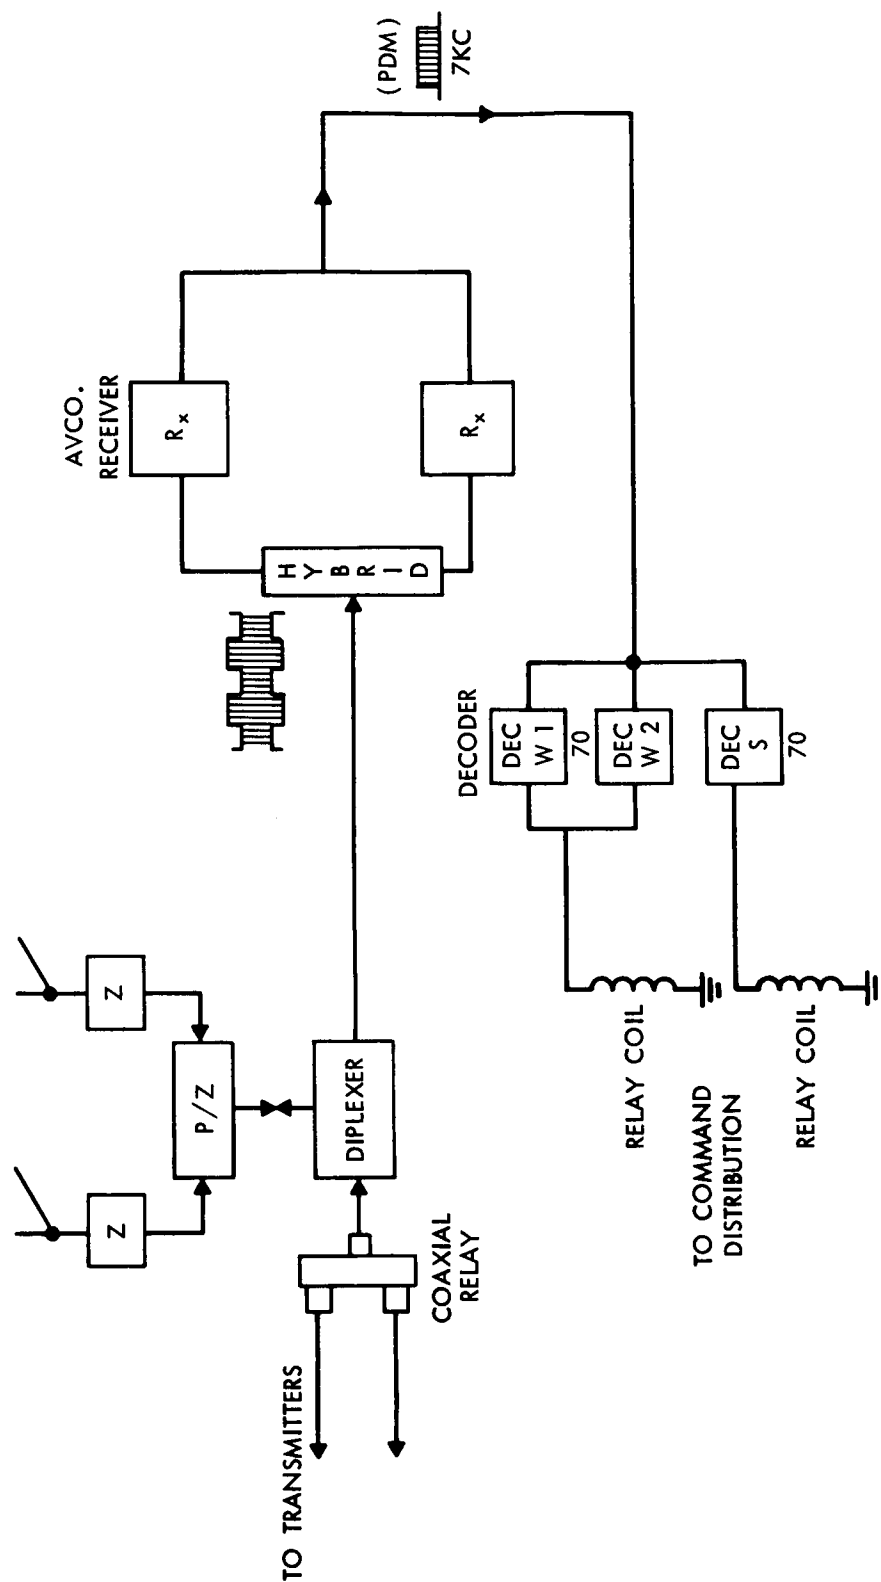 (PDM)
7KC
AVCO.
RECEIVER
Rx
Rx
HYBRID
Z
Z
P/Z
DIPLEXER
COAXIAL
RELAY
TO TRANSMITTERS
DECODER
DEC
W 1
70
DEC
W 2
DEC
S
70
RELAY COIL
TO COMMAND
DISTRIBUTION
RELAY COIL